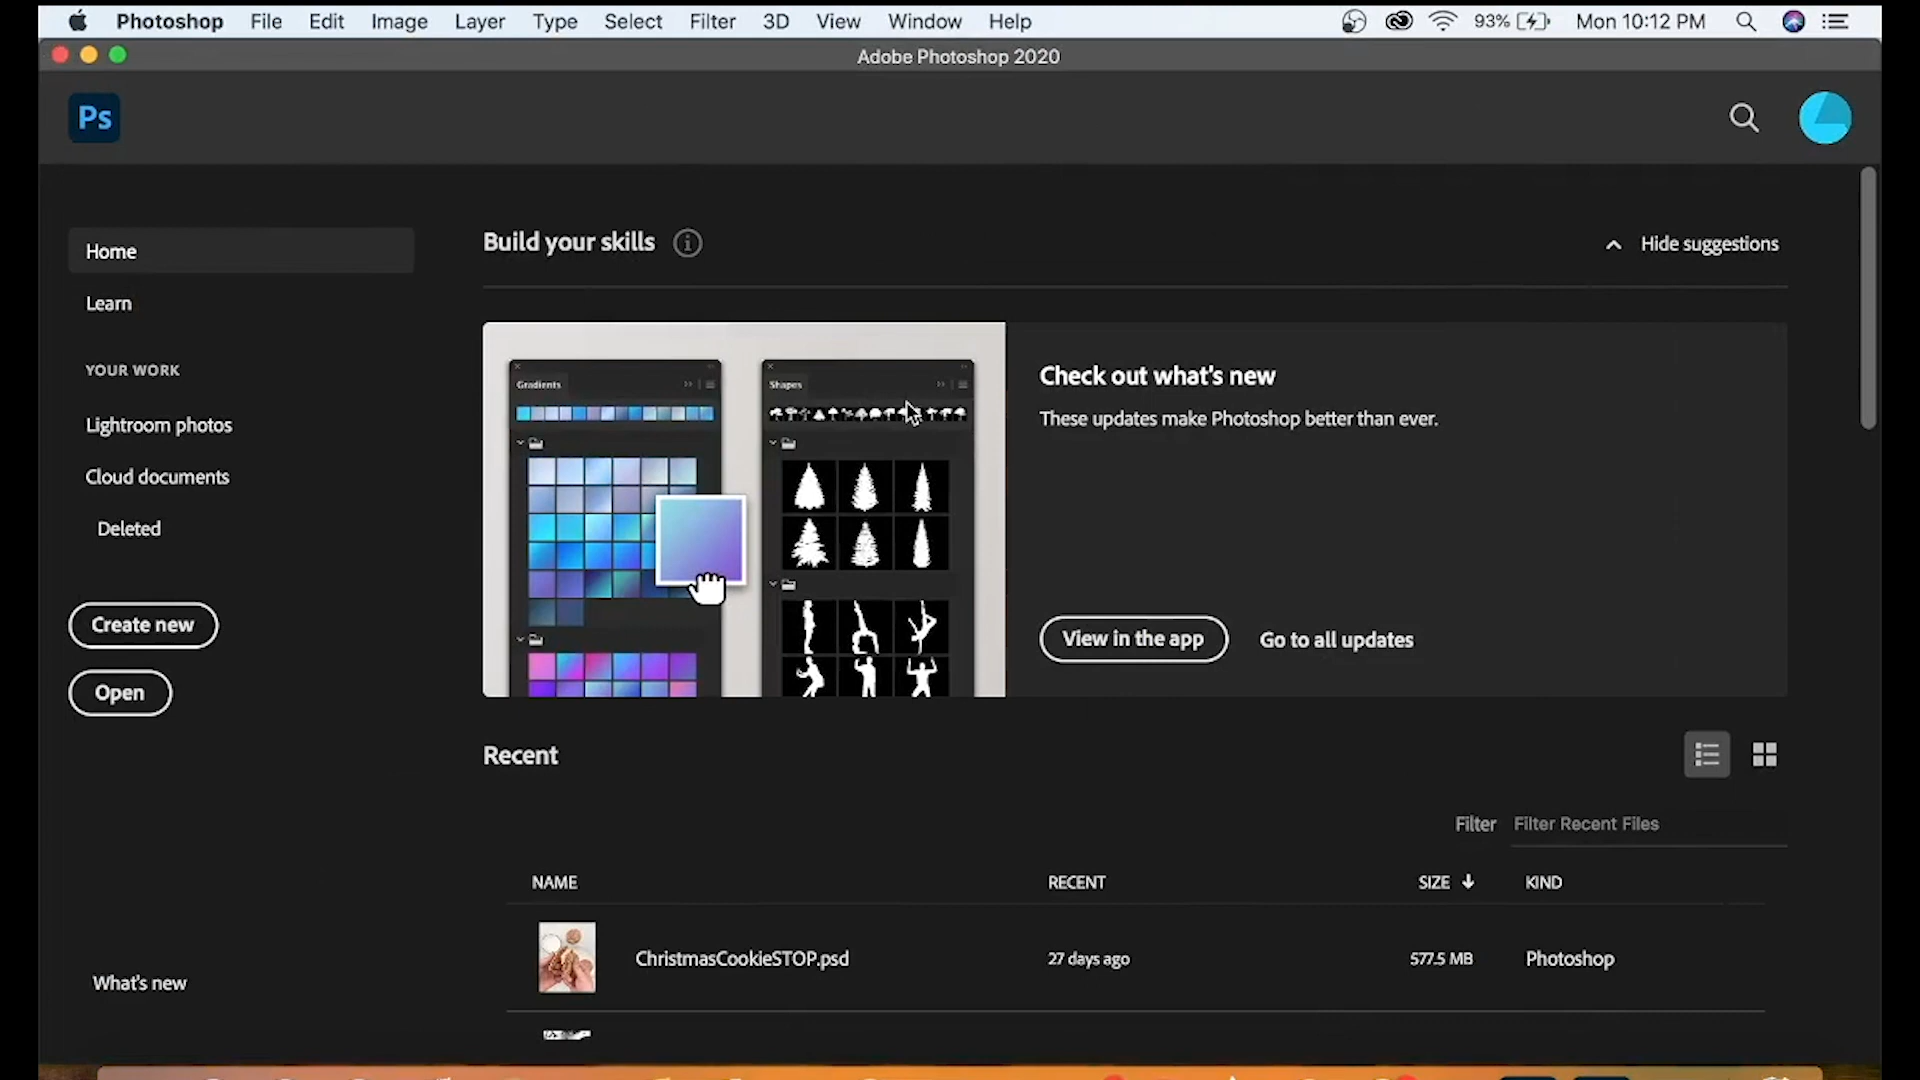 Photoshop File Edit Image Layer Type Select Filter 3D View Window Help 93% Mon 10:12 PM
Adobe Photoshop 2020
Ps
Build your skills
Hide suggestions
Home
Learn
YOUR WORK
Lightroom photos
Cloud documents
Deleted
Create new
Open
What's new
Gradients
Shapes
Check out what's new
These updates make Photoshop better than ever.
View in the app Go to all updates
Recent
Filter Filter Recent Files
NAME RECENT SIZE KIND
ChristmasCookieSTOP.psd 27 days ago 577.5 MB Photoshop